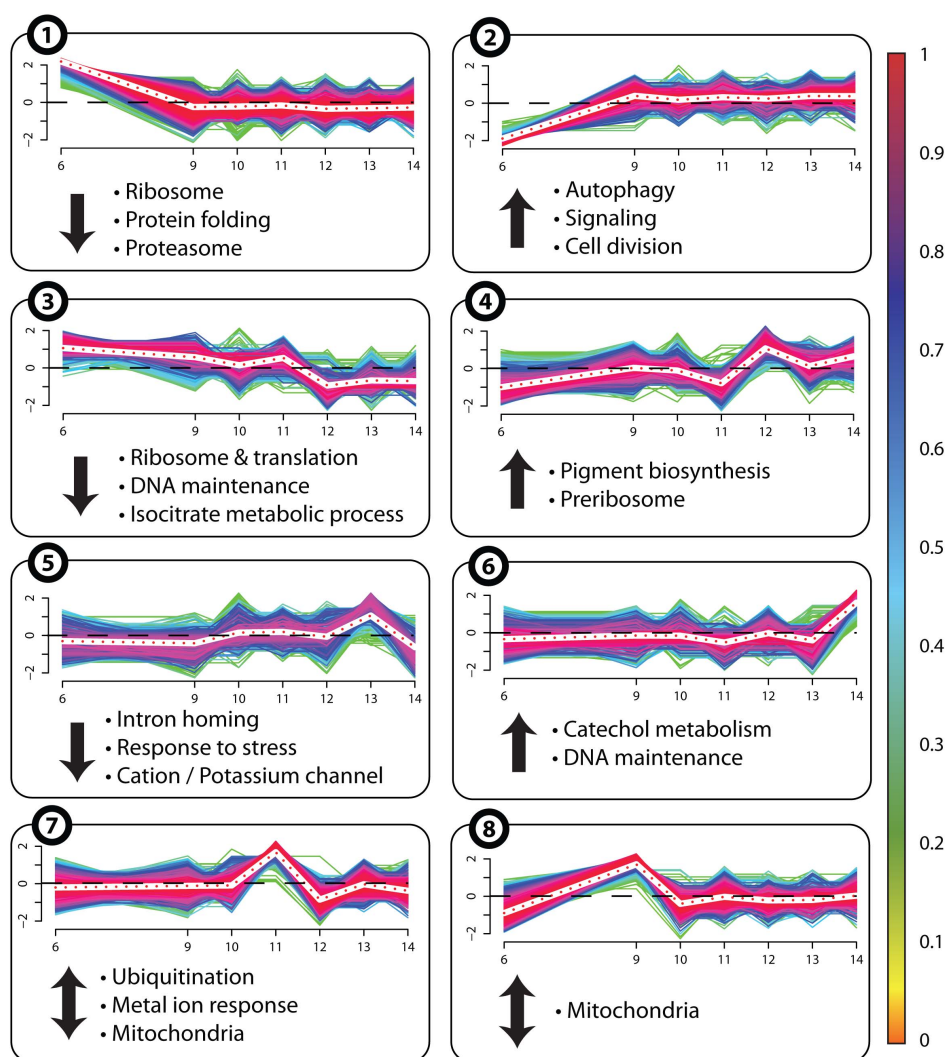 1
2
0
−2
6 9 10 11 12 13 14
• Ribosome
• Protein folding
• Proteasome
2
2
0
−2
6 9 10 11 12 13 14
• Autophagy
• Signaling
• Cell division
3
2
0
−2
6 9 10 11 12 13 14
• Ribosome & translation
• DNA maintenance
• Isocitrate metabolic process
4
2
0
−2
6 9 10 11 12 13 14
• Pigment biosynthesis
• Preribosome
5
2
0
−2
6 9 10 11 12 13 14
• Intron homing
• Response to stress
• Cation / Potassium channel
6
2
0
−2
6 9 10 11 12 13 14
• Catechol metabolism
• DNA maintenance
7
2
0
−2
6 9 10 11 12 13 14
• Ubiquitination
• Metal ion response
• Mitochondria
8
2
0
−2
6 9 10 11 12 13 14
• Mitochondria
1
0.9
0.8
0.7
0.6
0.5
0.4
0.3
0.2
0.1
0